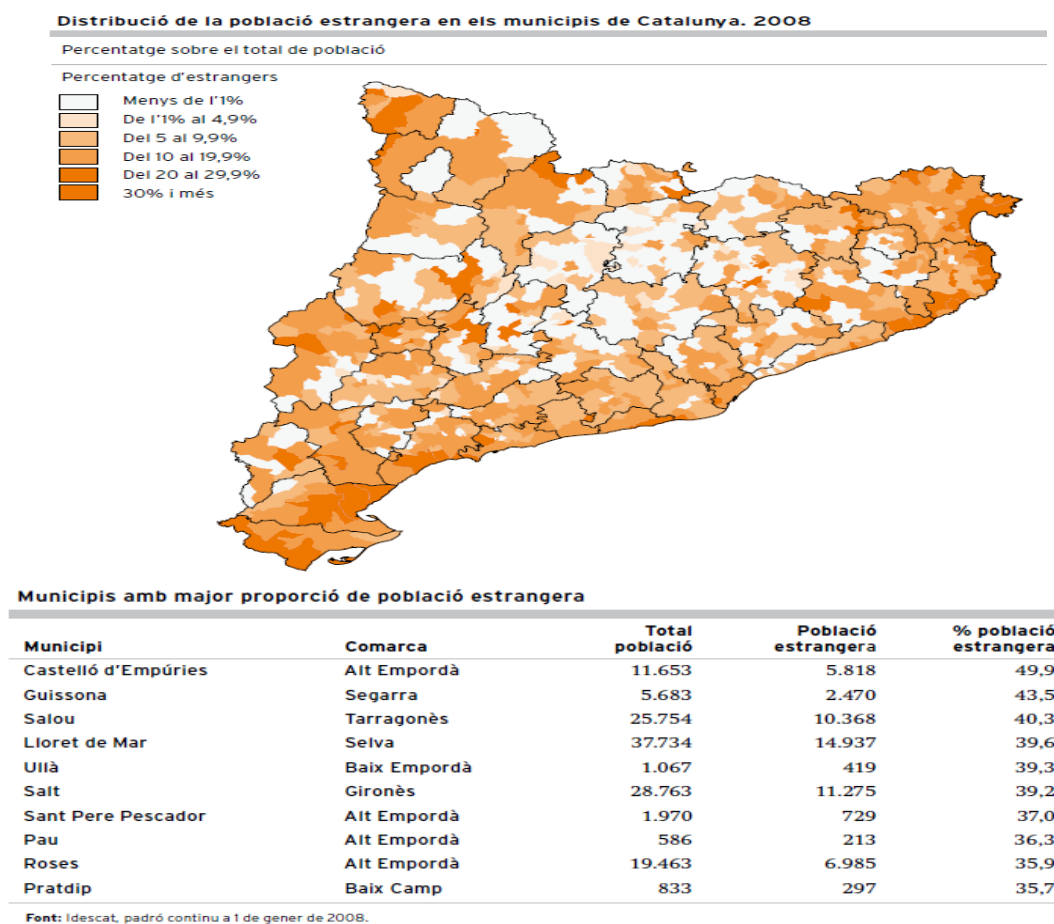 Distribució de la població estrangera en els municipis de Catalunya. 2008
Percentatge sobre el total de població
Percentatge d'estrangers
Menys de l'1%
De l'1% al 4,9%
Del 5 al 9,9%
Del 10 al 19,9%
Del 20 al 29,9%
30% i més
Municipis amb major proporció de població estrangera
Municipi Comarca Total població Població estrangera % població estrangera
Castelló d'Empúries Alt Empordà 11.653 5.818 49,9
Guissona Segarra 5.683 2.470 43,5
Salou Tarragonès 25.754 10.368 40,3
Lloret de Mar Selva 37.734 14.937 39,6
Ullà Baix Empordà 1.067 419 39,3
Salt Gironès 28.763 11.275 39,2
Sant Pere Pescador Alt Empordà 1.970 729 37,0
Pau Alt Empordà 586 213 36,3
Roses Alt Empordà 19.463 6.985 35,9
Pratdip Baix Camp 833 297 35,7
Font: Idescat, padró continu a 1 de gener de 2008.